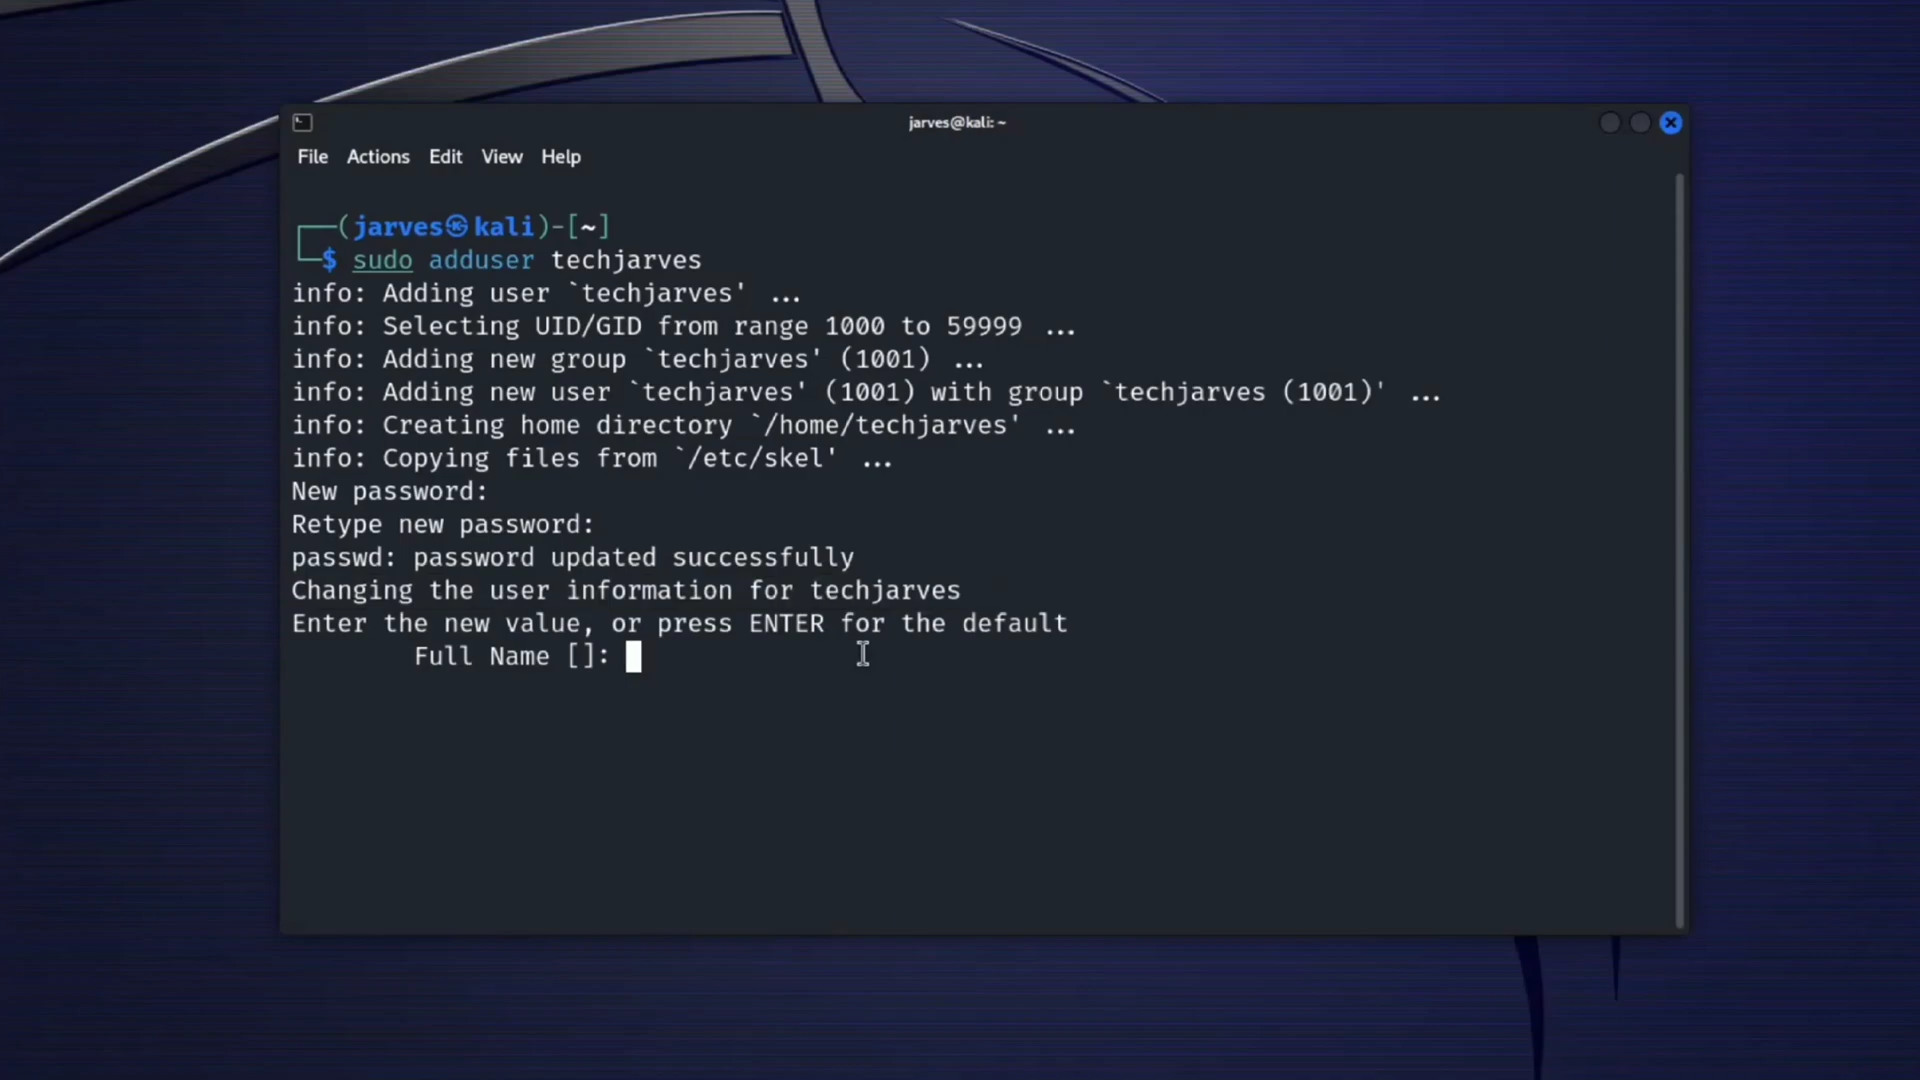 jarves@kali: ~
File Actions Edit View Help
┌──(jarves㉿kali)-[~]
└─$ sudo adduser techjarves
info: Adding user `techjarves' ...
info: Selecting UID/GID from range 1000 to 59999 ...
info: Adding new group `techjarves' (1001) ...
info: Adding new user `techjarves' (1001) with group `techjarves (1001)' ...
info: Creating home directory `/home/techjarves' ...
info: Copying files from `/etc/skel' ...
New password:
Retype new password:
passwd: password updated successfully
Changing the user information for techjarves
Enter the new value, or press ENTER for the default
Full Name []: